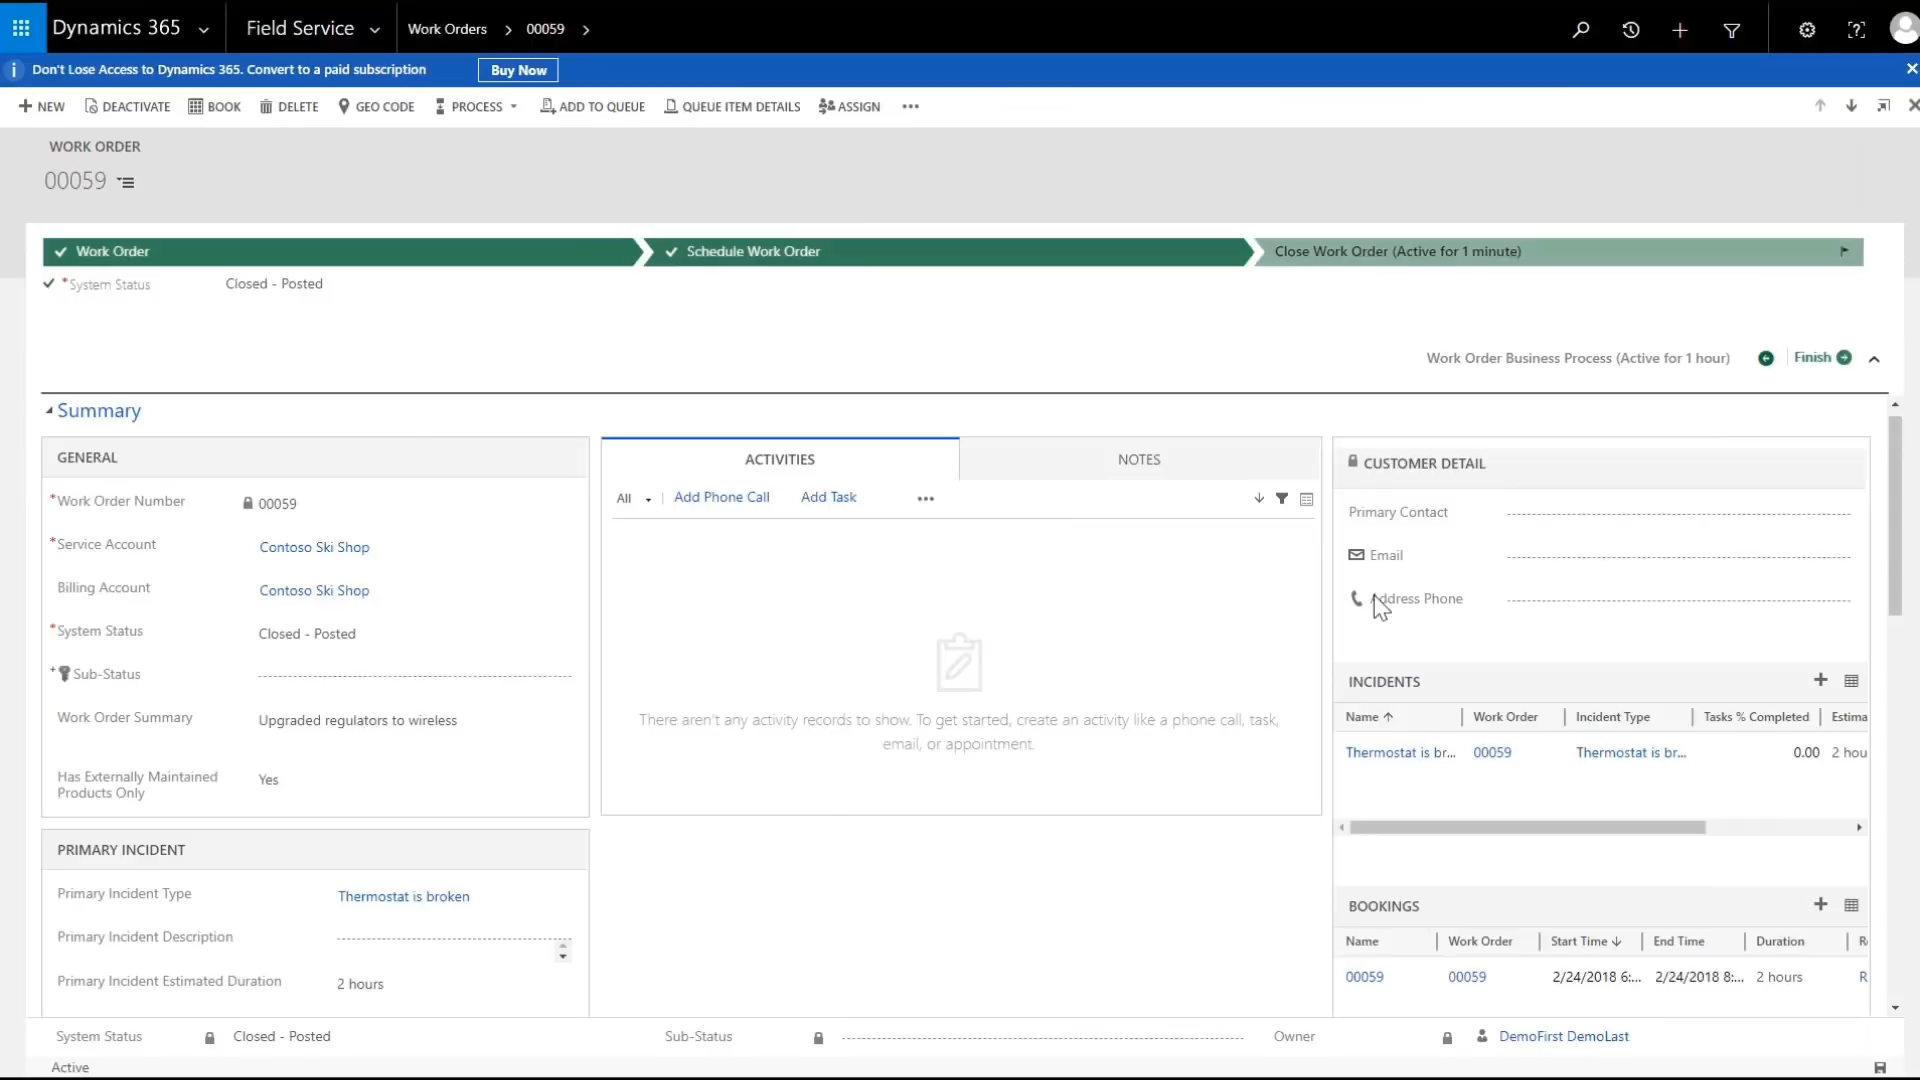 Dynamics 365
Field Service
Work Orders > 00059 >
Don't Lose Access to Dynamics 365. Convert to a paid subscription
Buy Now
NEW
DEACTIVATE
BOOK
DELETE
GEO CODE
PROCESS
ADD TO QUEUE
QUEUE ITEM DETAILS
ASSIGN
WORK ORDER
00059
Work Order
Schedule Work Order
Close Work Order (Active for 1 minute)
*System Status
Closed - Posted
Work Order Business Process (Active for 1 hour)
Finish
Summary
GENERAL
*Work Order Number
00059
*Service Account
Contoso Ski Shop
Billing Account
Contoso Ski Shop
*System Status
Closed - Posted
+Sub-Status
Work Order Summary
Upgraded regulators to wireless
Has Externally Maintained
Products Only
Yes
PRIMARY INCIDENT
Primary Incident Type
Thermostat is broken
Primary Incident Description
Primary Incident Estimated Duration
2 hours
ACTIVITIES
NOTES
All
Add Phone Call
Add Task
There aren't any activity records to show. To get started, create an activity like a phone call, task,
email, or appointment.
CUSTOMER DETAIL
Primary Contact
Email
Address Phone
INCIDENTS
Name
Work Order
Incident Type
Tasks % Completed
Estima
Thermostat is br...
00059
Thermostat is br...
0.00
2 hou
BOOKINGS
Name
Work Order
Start Time
End Time
Duration
R
00059
00059
2/24/2018 6:...
2/24/2018 8:...
2 hours
R
System Status
Closed - Posted
Sub-Status
Owner
DemoFirst DemoLast
Active